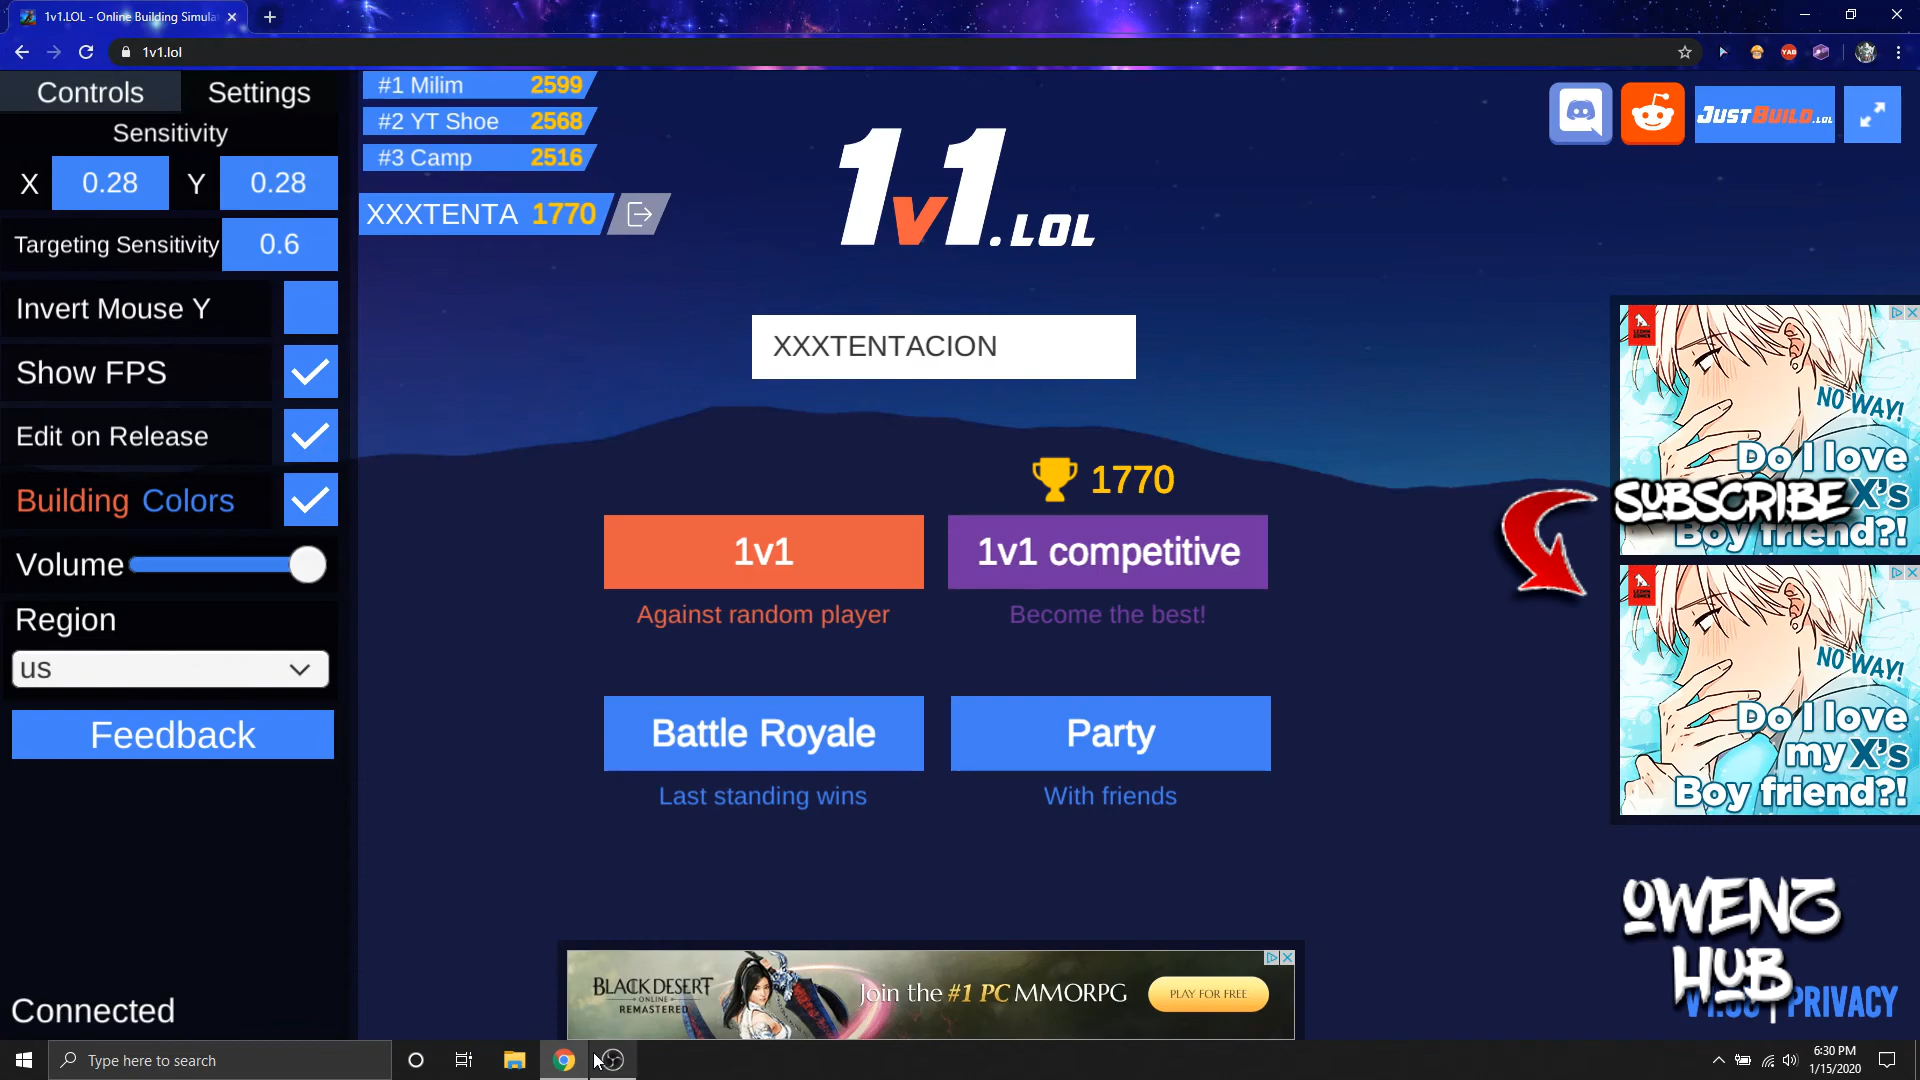 1v1.LOL - Online Building Simula
1v1.lol
Controls
Settings
Sensitivity
X 0.28 Y 0.28
Targeting Sensitivity 0.6
Invert Mouse Y
Show FPS
Edit on Release
Building Colors
Volume
Region
us
Feedback
Connected
#1 Milim 2599
#2 YT Shoe 2568
#3 Camp 2516
XXXTENTA 1770
1v1.LOL
XXXTENTACION
1770
1v1
Against random player
1v1 competitive
Become the best!
Battle Royale
Last standing wins
Party
With friends
JUSTBUILD.LOL
NO WAY!
Do I love
SUBSCRIBE X's
Boy friend?!
NO WAY!
Do I love
my X's
Boy friend?!
OWENZ
HUB
PRIVACY
BLACK DESERT
ONLINE
REMASTERED
Join the #1 PC MMORPG
PLAY FOR FREE
Type here to search
6:30 PM
1/15/2020